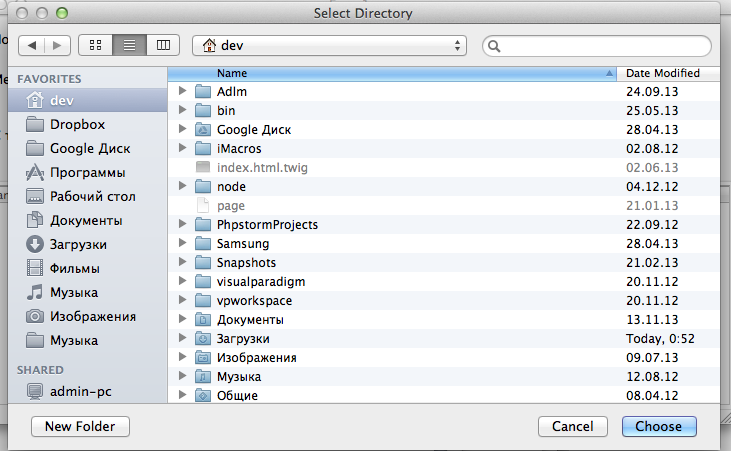 Select Directory
dev
Name Date Modified
FAVORITES
dev
Dropbox
Google Диск
Программы
Рабочий стол
Документы
Загрузки
Фильмы
Музыка
Изображения
Музыка
SHARED
admin-pc
Adlm 24.09.13
bin 25.05.13
Google Диск 28.04.13
iMacros 02.08.12
index.html.twig 02.06.13
node 04.12.12
page 21.01.13
PhpstormProjects 22.09.12
Samsung 28.04.13
Snapshots 21.02.13
visualparadigm 20.11.12
vpworkspace 20.11.12
Документы 13.11.13
Загрузки Today, 0:52
Изображения 09.07.13
Музыка 12.08.12
Общие 08.04.12
New Folder Cancel Choose